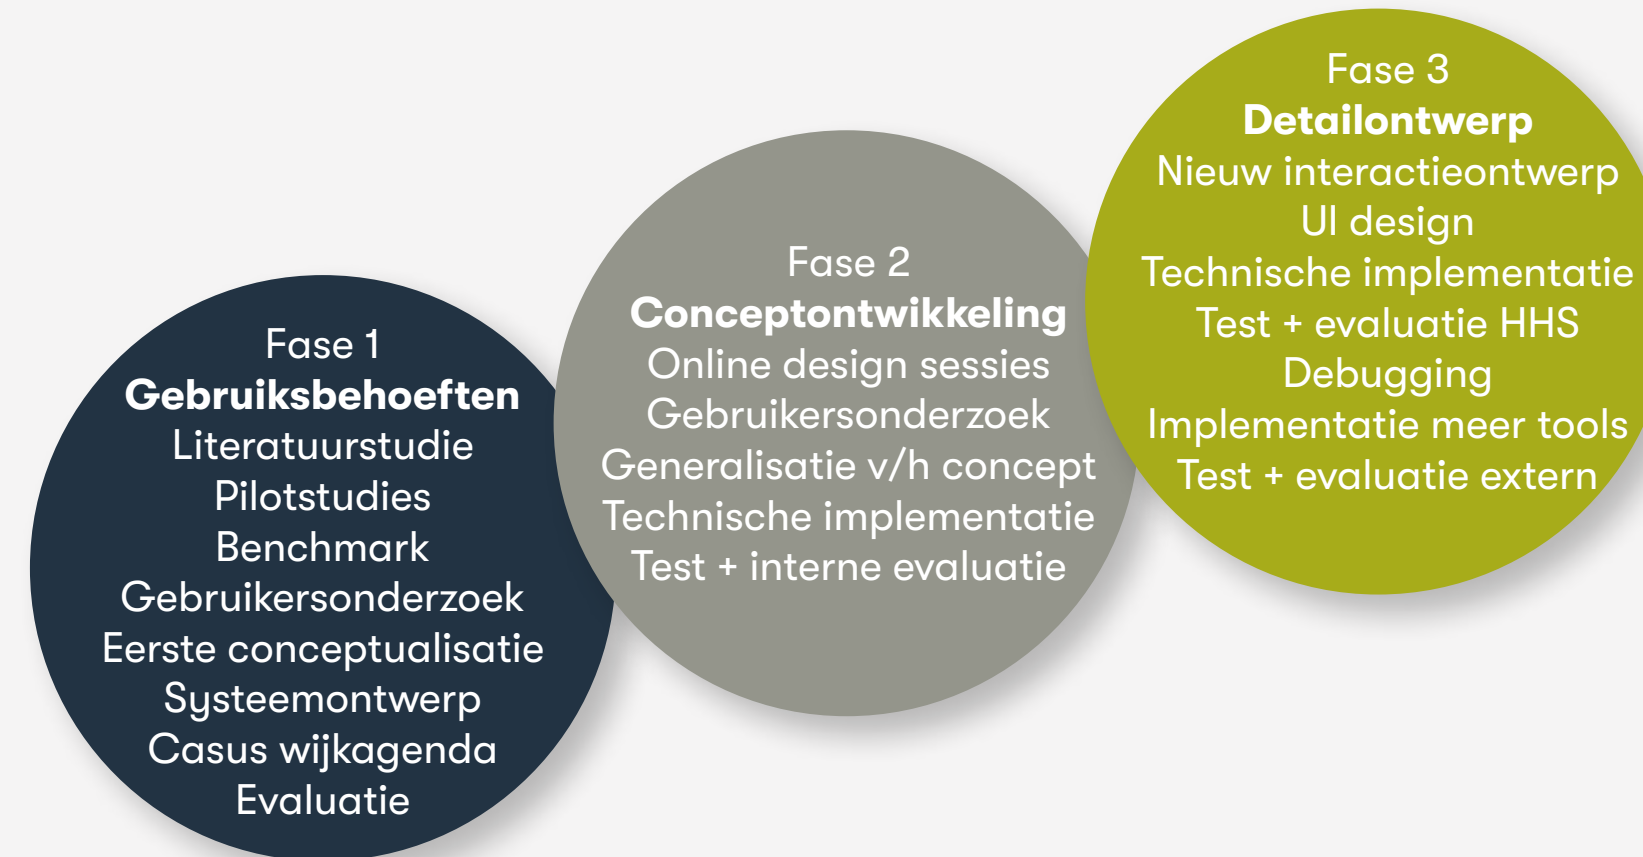 Fase 1
Gebruiksbehoeften
Literatuurstudie
Pilotstudies
Benchmark
Gebruikersonderzoek
Eerste conceptualisatie
Systeemontwerp
Casus wijkagenda
Evaluatie
Fase 2
Conceptontwikkeling
Online design sessies
Gebruikersonderzoek
Generalisatie v/h concept
Technische implementatie
Test + interne evaluatie
Fase 3
Detailontwerp
Nieuw interactieontwerp
UI design
Technische implementatie
Test + evaluatie HHS
Debugging
Implementatie meer tools
Test + evaluatie extern